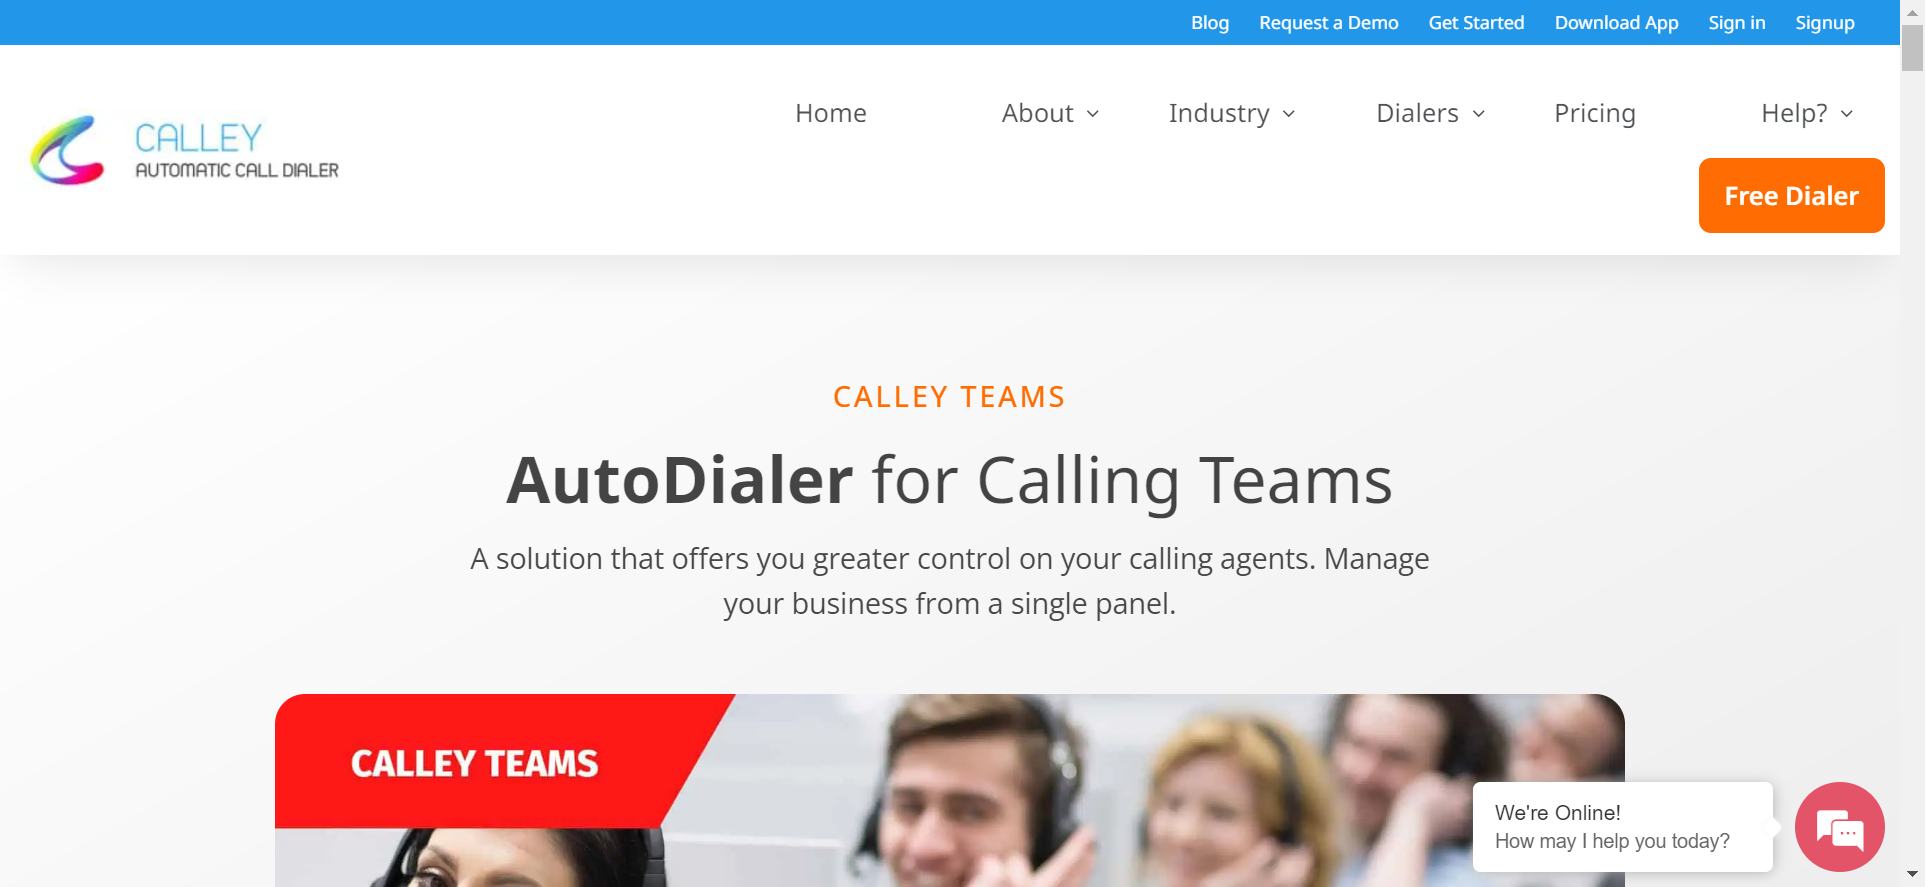 Blog Request a Demo Get Started Download App Sign in Signup
CALLEY
AUTOMATIC CALL DIALER
Home About Industry Dialers Pricing Help?
Free Dialer
CALLEY TEAMS
AutoDialer for Calling Teams
A solution that offers you greater control on your calling agents. Manage
your business from a single panel.
CALLEY TEAMS
We're Online!
How may I help you today?